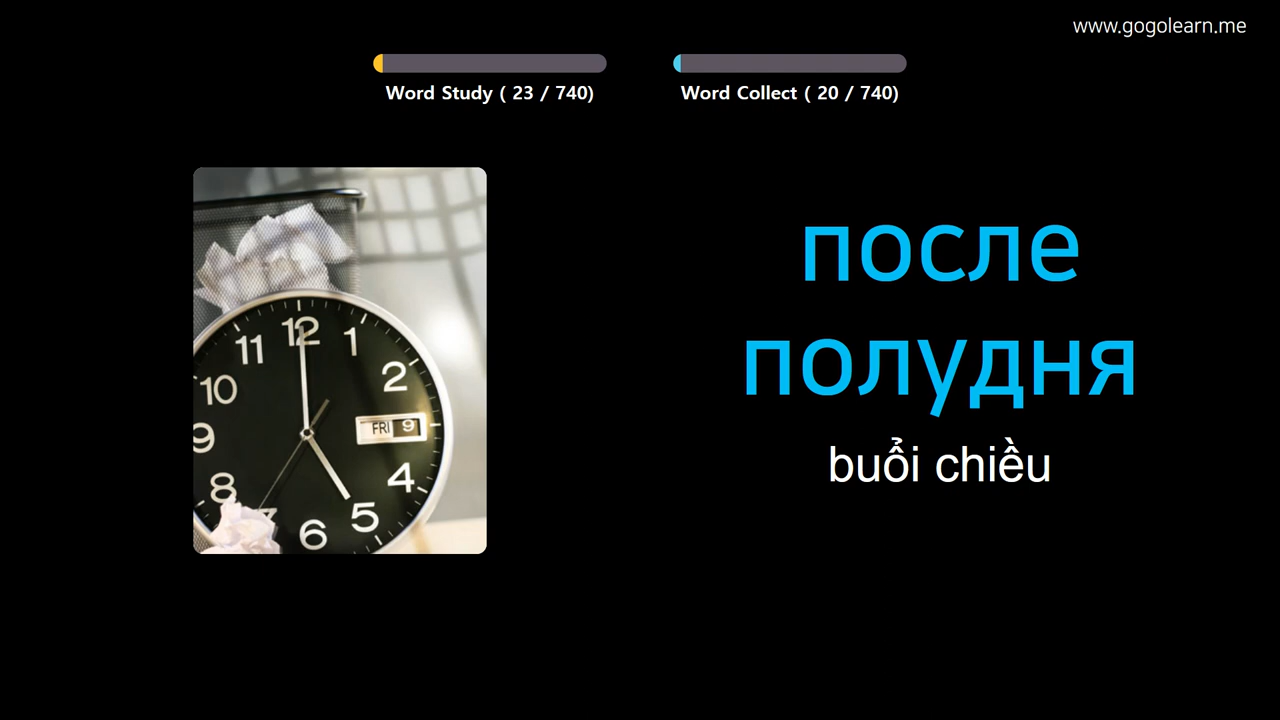 www.gogolearn.me
Word Study ( 23 / 740)
Word Collect ( 20 / 740)
после
полудня
buổi chiều
12
11
1
10
2
9
FRI 9
8
4
7
5
6